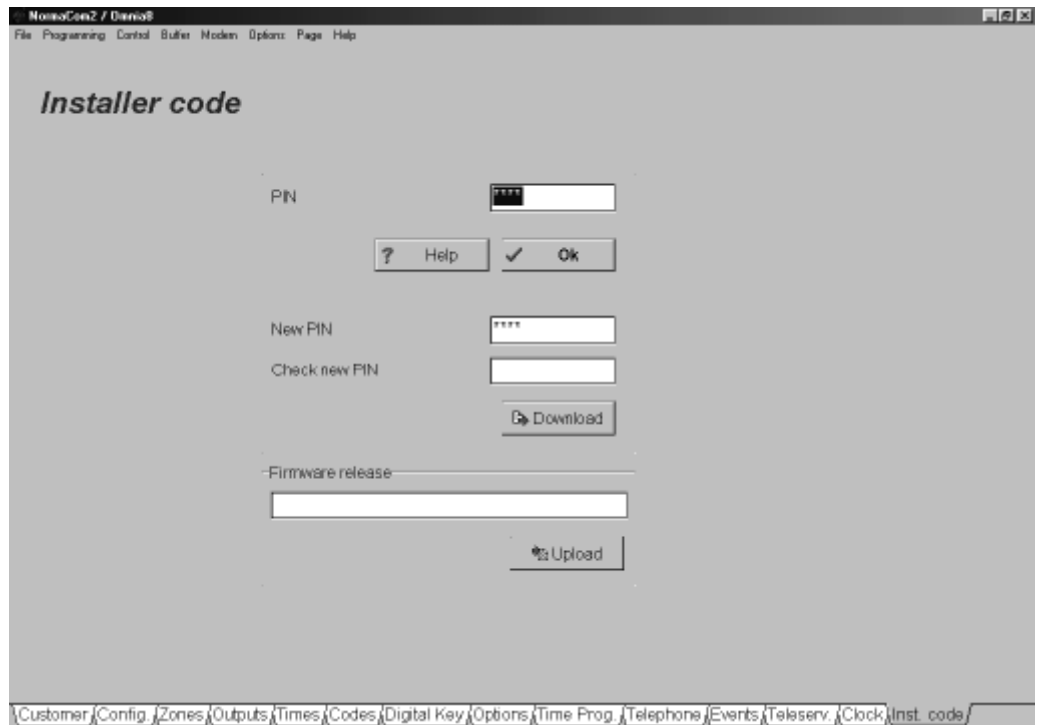 NormaCom2 / Omnia8
File Programming Control Buffer Modem Options Page Help
Installer code
PIN ****
? Help Ok
New PIN ****
Check new PIN
Download
Firmware release
Upload
Customer Config. Zones Outputs Times Codes Digital Key Options Time Prog. Telephone Events Teleserv. Clock Inst. code